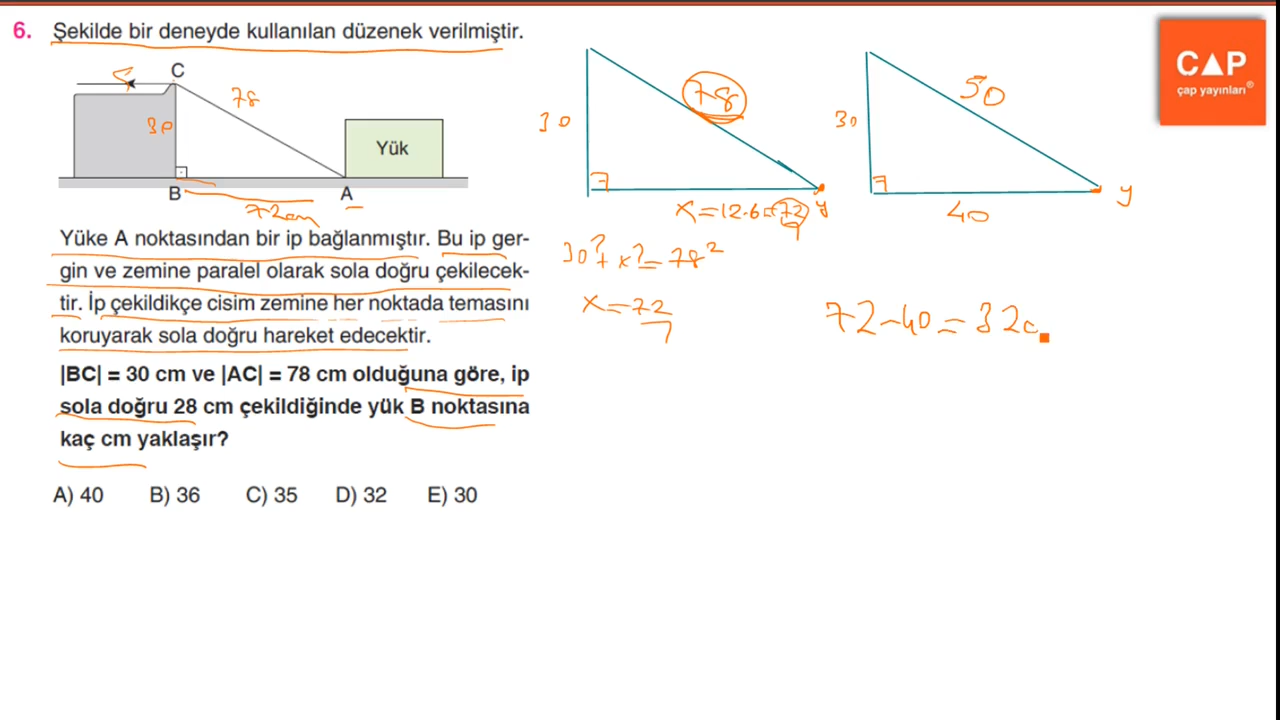 6. Şekilde bir deneyde kullanılan düzenek verilmiştir.
C
78
30
Yük
B
A
72cm
Yüke A noktasından bir ip bağlanmıştır. Bu ip ger-
gin ve zemine paralel olarak sola doğru çekilecek-
tir. İp çekildikçe cisim zemine her noktada temasını
koruyarak sola doğru hareket edecektir.
|BC| = 30 cm ve |AC| = 78 cm olduğuna göre, ip
sola doğru 28 cm çekildiğinde yük B noktasına
kaç cm yaklaşır?
A) 40 B) 36 C) 35 D) 32 E) 30
78
30
x=12.6=72
y
30²+x²=78²
x=72
50
30
40
y
72-40=32c
ÇAP
çap yayınları®